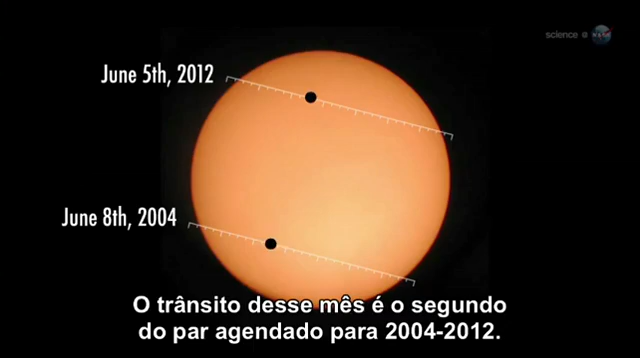 science @ NASA
June 5th, 2012
June 8th, 2004
O trânsito desse mês é o segundo
do par agendado para 2004-2012.